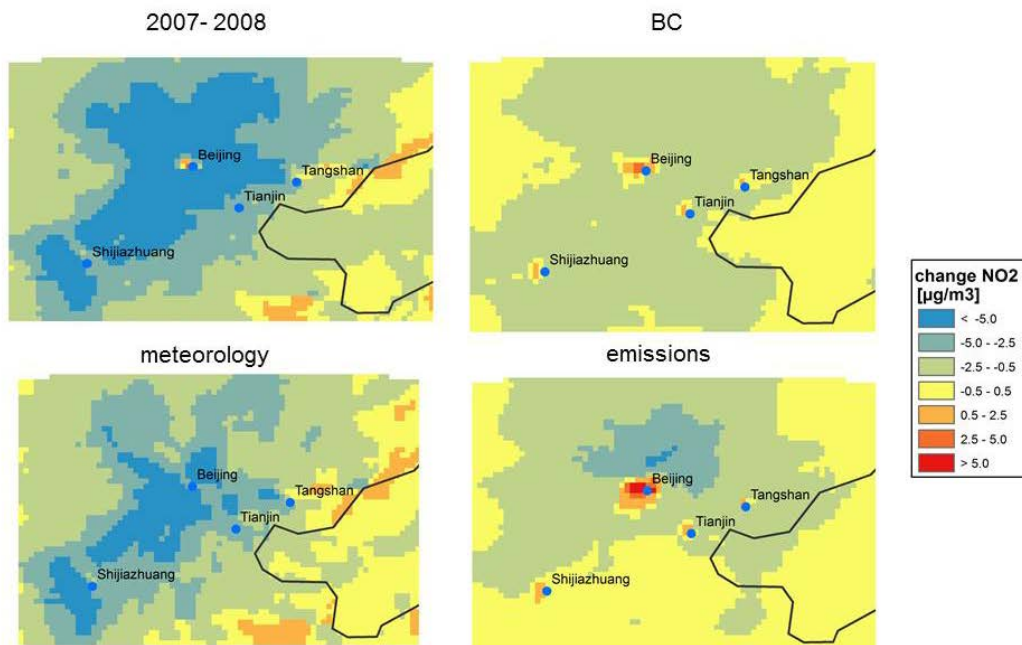 2007- 2008
BC
Beijing
Tangshan
Tianjin
Shijiazhuang
Beijing
Tangshan
Tianjin
Shijiazhuang
change NO2
[µg/m3]
< -5.0
-5.0 - -2.5
-2.5 - -0.5
-0.5 - 0.5
0.5 - 2.5
2.5 - 5.0
> 5.0
meteorology
emissions
Beijing
Tangshan
Tianjin
Shijiazhuang
Beijing
Tangshan
Tianjin
Shijiazhuang